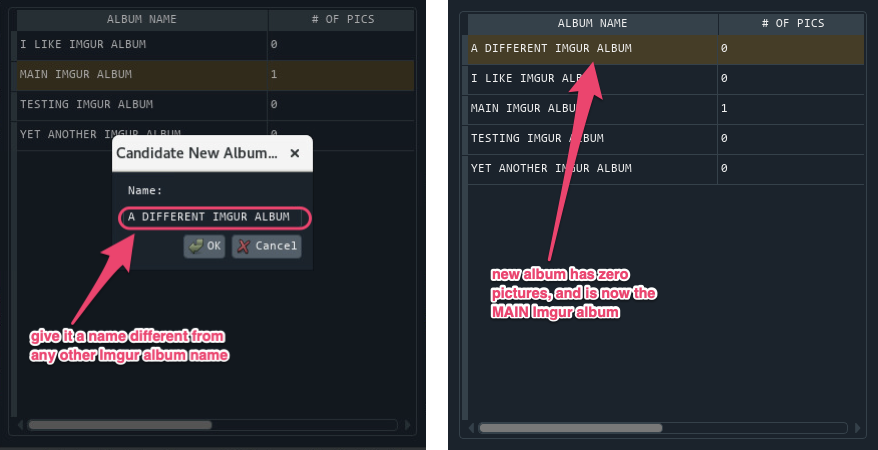 ALBUM NAME # OF PICS
I LIKE IMGUR ALBUM 0
MAIN IMGUR ALBUM 1
TESTING IMGUR ALBUM 0
YET ANOTHER IMGUR ALBUM 0
Candidate New Album... ×
Name:
A DIFFERENT IMGUR ALBUM
OK Cancel
give it a name different from
any other Imgur album name
ALBUM NAME # OF PICS
A DIFFERENT IMGUR ALBUM 0
I LIKE IMGUR ALBUM 0
MAIN IMGUR ALBUM 1
TESTING IMGUR ALBUM 0
YET ANOTHER IMGUR ALBUM 0
new album has zero
pictures, and is now the
MAIN Imgur album